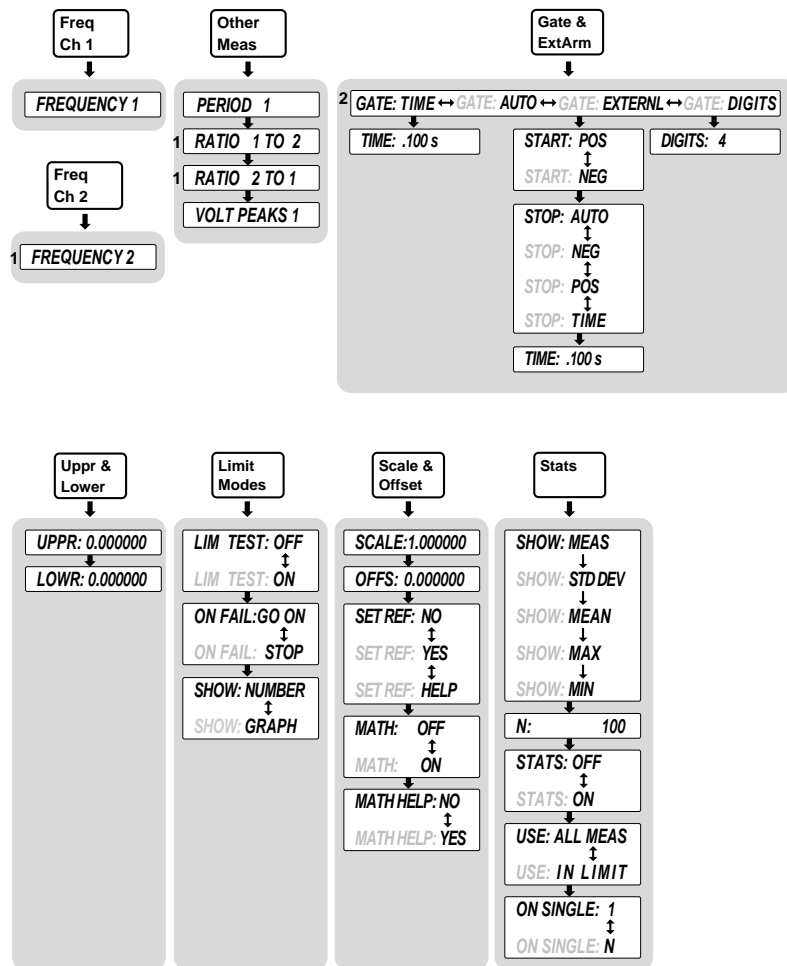 Freq
Ch 1
FREQUENCY 1
Freq
Ch 2
1 FREQUENCY 2
Other
Meas
PERIOD 1
1 RATIO 1 TO 2
1 RATIO 2 TO 1
VOLT PEAKS 1
Gate &
ExtArm
2 GATE: TIME ↔ GATE: AUTO ↔ GATE: EXTERNL ↔ GATE: DIGITS
TIME: .100 s
START: POS
START: NEG
STOP: AUTO
STOP: NEG
STOP: POS
STOP: TIME
TIME: .100 s
DIGITS: 4
Uppr &
Lower
UPPR: 0.000000
LOWR: 0.000000
Limit
Modes
LIM TEST: OFF
LIM TEST: ON
ON FAIL:GO ON
ON FAIL: STOP
SHOW: NUMBER
SHOW: GRAPH
Scale &
Offset
SCALE:1.000000
OFFS: 0.000000
SET REF: NO
SET REF: YES
SET REF: HELP
MATH: OFF
MATH: ON
MATH HELP: NO
MATH HELP: YES
Stats
SHOW: MEAS
SHOW: STD DEV
SHOW: MEAN
SHOW: MAX
SHOW: MIN
N: 100
STATS: OFF
STATS: ON
USE: ALL MEAS
USE: IN LIMIT
ON SINGLE: 1
ON SINGLE: N